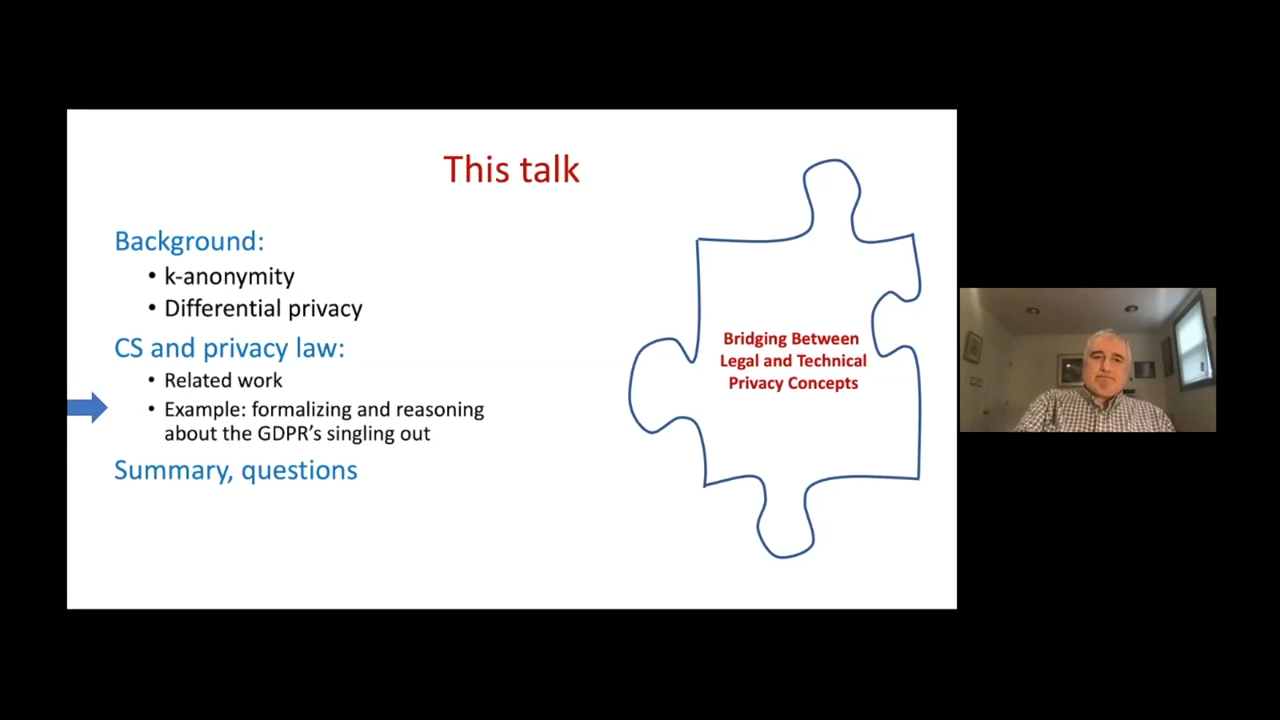 This talk
Background:
• k-anonymity
• Differential privacy
CS and privacy law:
• Related work
• Example: formalizing and reasoning
about the GDPR's singling out
Summary, questions
Bridging Between
Legal and Technical
Privacy Concepts